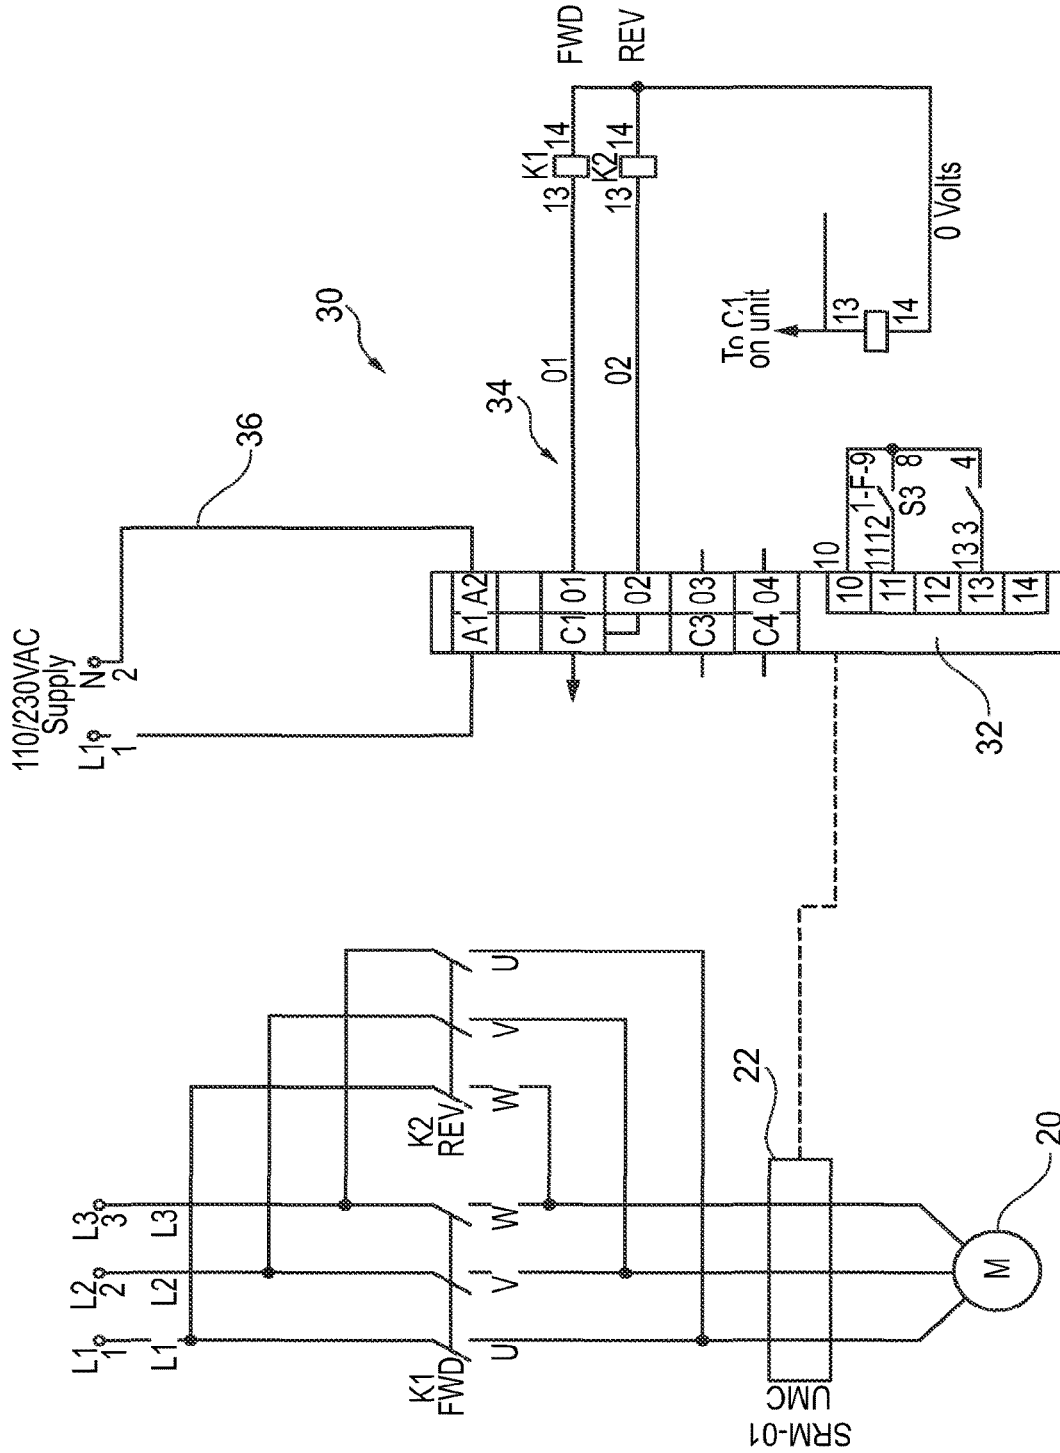 110/230VAC
Supply
L1
1
N
2
36
30
34
FWD
REV
K1
13
14
K2
13
14
01
02
To C1
on unit
13
14
0 Volts
A1 A2
C1 01
02
C3 03
C4 04
10
10
11
12
13
14
1112
1-F-9
S3
8
13 3
4
32
L1
1
L2
2
L3
3
L1
L2
L3
K1
FWD
U
V
W
K2
REV
W
V
U
22
SRM-01
UMC
M
20